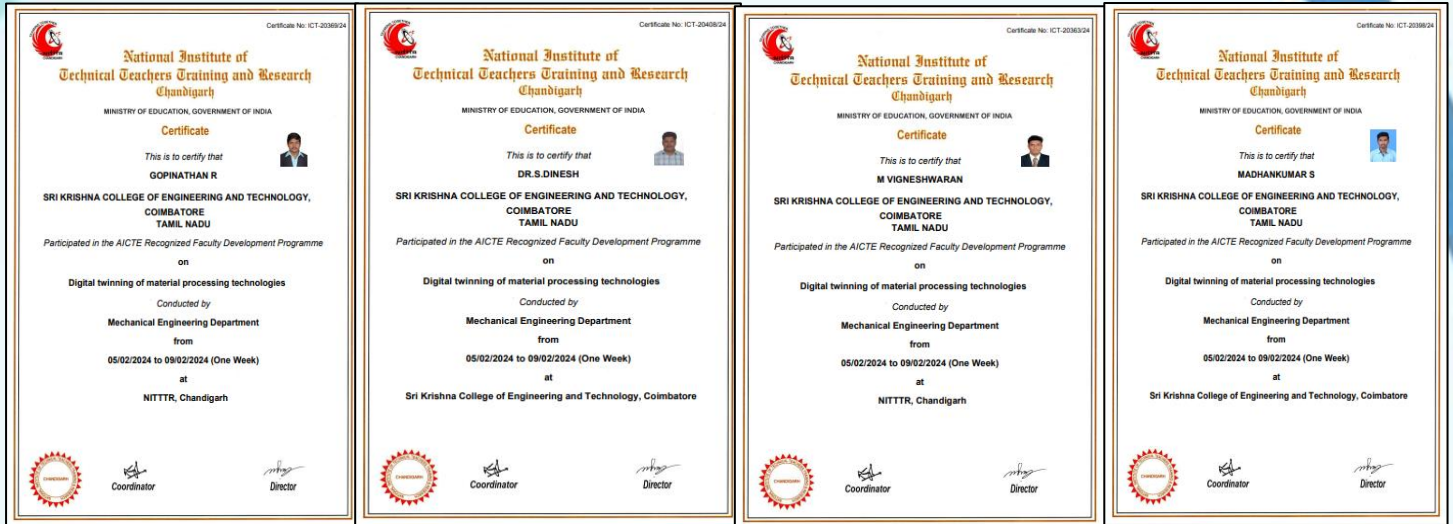 Certificate No: ICT-20369/24
NITTTR
CHANDIGARH
National Institute of
Technical Teachers Training and Research
Chandigarh
MINISTRY OF EDUCATION, GOVERNMENT OF INDIA
Certificate
This is to certify that
GOPINATHAN R
SRI KRISHNA COLLEGE OF ENGINEERING AND TECHNOLOGY,
COIMBATORE
TAMIL NADU
Participated in the AICTE Recognized Faculty Development Programme
on
Digital twinning of material processing technologies
Conducted by
Mechanical Engineering Department
from
05/02/2024 to 09/02/2024 (One Week)
at
NITTTR, Chandigarh
CHANDIGARH
Coordinator
Director
Certificate No: ICT-20408/24
NITTTR
CHANDIGARH
National Institute of
Technical Teachers Training and Research
Chandigarh
MINISTRY OF EDUCATION, GOVERNMENT OF INDIA
Certificate
This is to certify that
DR.S.DINESH
SRI KRISHNA COLLEGE OF ENGINEERING AND TECHNOLOGY,
COIMBATORE
TAMIL NADU
Participated in the AICTE Recognized Faculty Development Programme
on
Digital twinning of material processing technologies
Conducted by
Mechanical Engineering Department
from
05/02/2024 to 09/02/2024 (One Week)
at
Sri Krishna College of Engineering and Technology, Coimbatore
CHANDIGARH
Coordinator
Director
Certificate No: ICT-20363/24
NITTTR
CHANDIGARH
National Institute of
Technical Teachers Training and Research
Chandigarh
MINISTRY OF EDUCATION, GOVERNMENT OF INDIA
Certificate
This is to certify that
M VIGNESHWARAN
SRI KRISHNA COLLEGE OF ENGINEERING AND TECHNOLOGY,
COIMBATORE
TAMIL NADU
Participated in the AICTE Recognized Faculty Development Programme
on
Digital twinning of material processing technologies
Conducted by
Mechanical Engineering Department
from
05/02/2024 to 09/02/2024 (One Week)
at
NITTTR, Chandigarh
CHANDIGARH
Coordinator
Director
Certificate No: ICT-20398/24
NITTTR
CHANDIGARH
National Institute of
Technical Teachers Training and Research
Chandigarh
MINISTRY OF EDUCATION, GOVERNMENT OF INDIA
Certificate
This is to certify that
MADHANKUMAR S
SRI KRISHNA COLLEGE OF ENGINEERING AND TECHNOLOGY,
COIMBATORE
TAMIL NADU
Participated in the AICTE Recognized Faculty Development Programme
on
Digital twinning of material processing technologies
Conducted by
Mechanical Engineering Department
from
05/02/2024 to 09/02/2024 (One Week)
at
Sri Krishna College of Engineering and Technology, Coimbatore
CHANDIGARH
Coordinator
Director